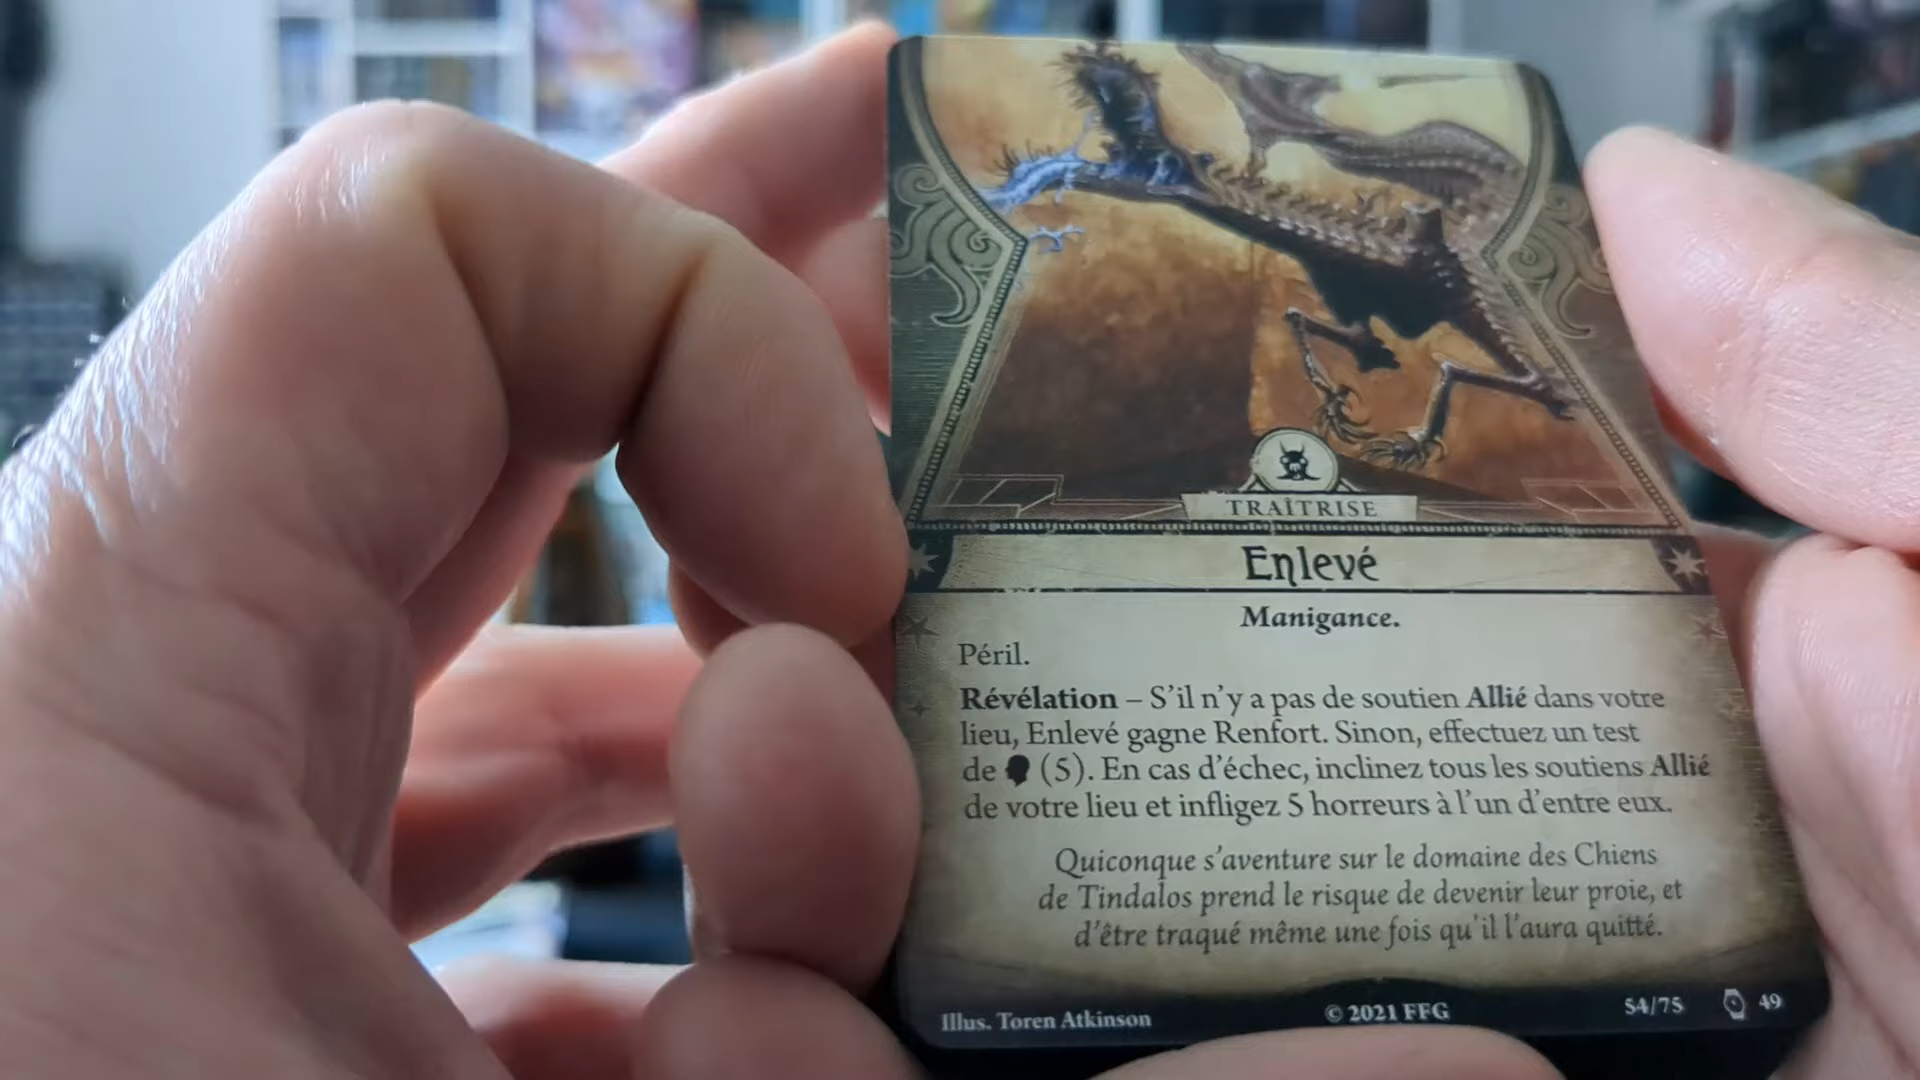 TRAÎTRISE
Enlevé
Manigance.
Péril.
Révélation – S'il n'y a pas de soutien Allié dans votre
lieu, Enlevé gagne Renfort. Sinon, effectuez un test
de (5). En cas d'échec, inclinez tous les soutiens Allié
de votre lieu et infligez 5 horreurs à l'un d'entre eux.
Quiconque s'aventure sur le domaine des Chiens
de Tindalos prend le risque de devenir leur proie, et
d'être traqué même une fois qu'il l'aura quitté.
Illus. Toren Atkinson © 2021 FFG 54/75 49